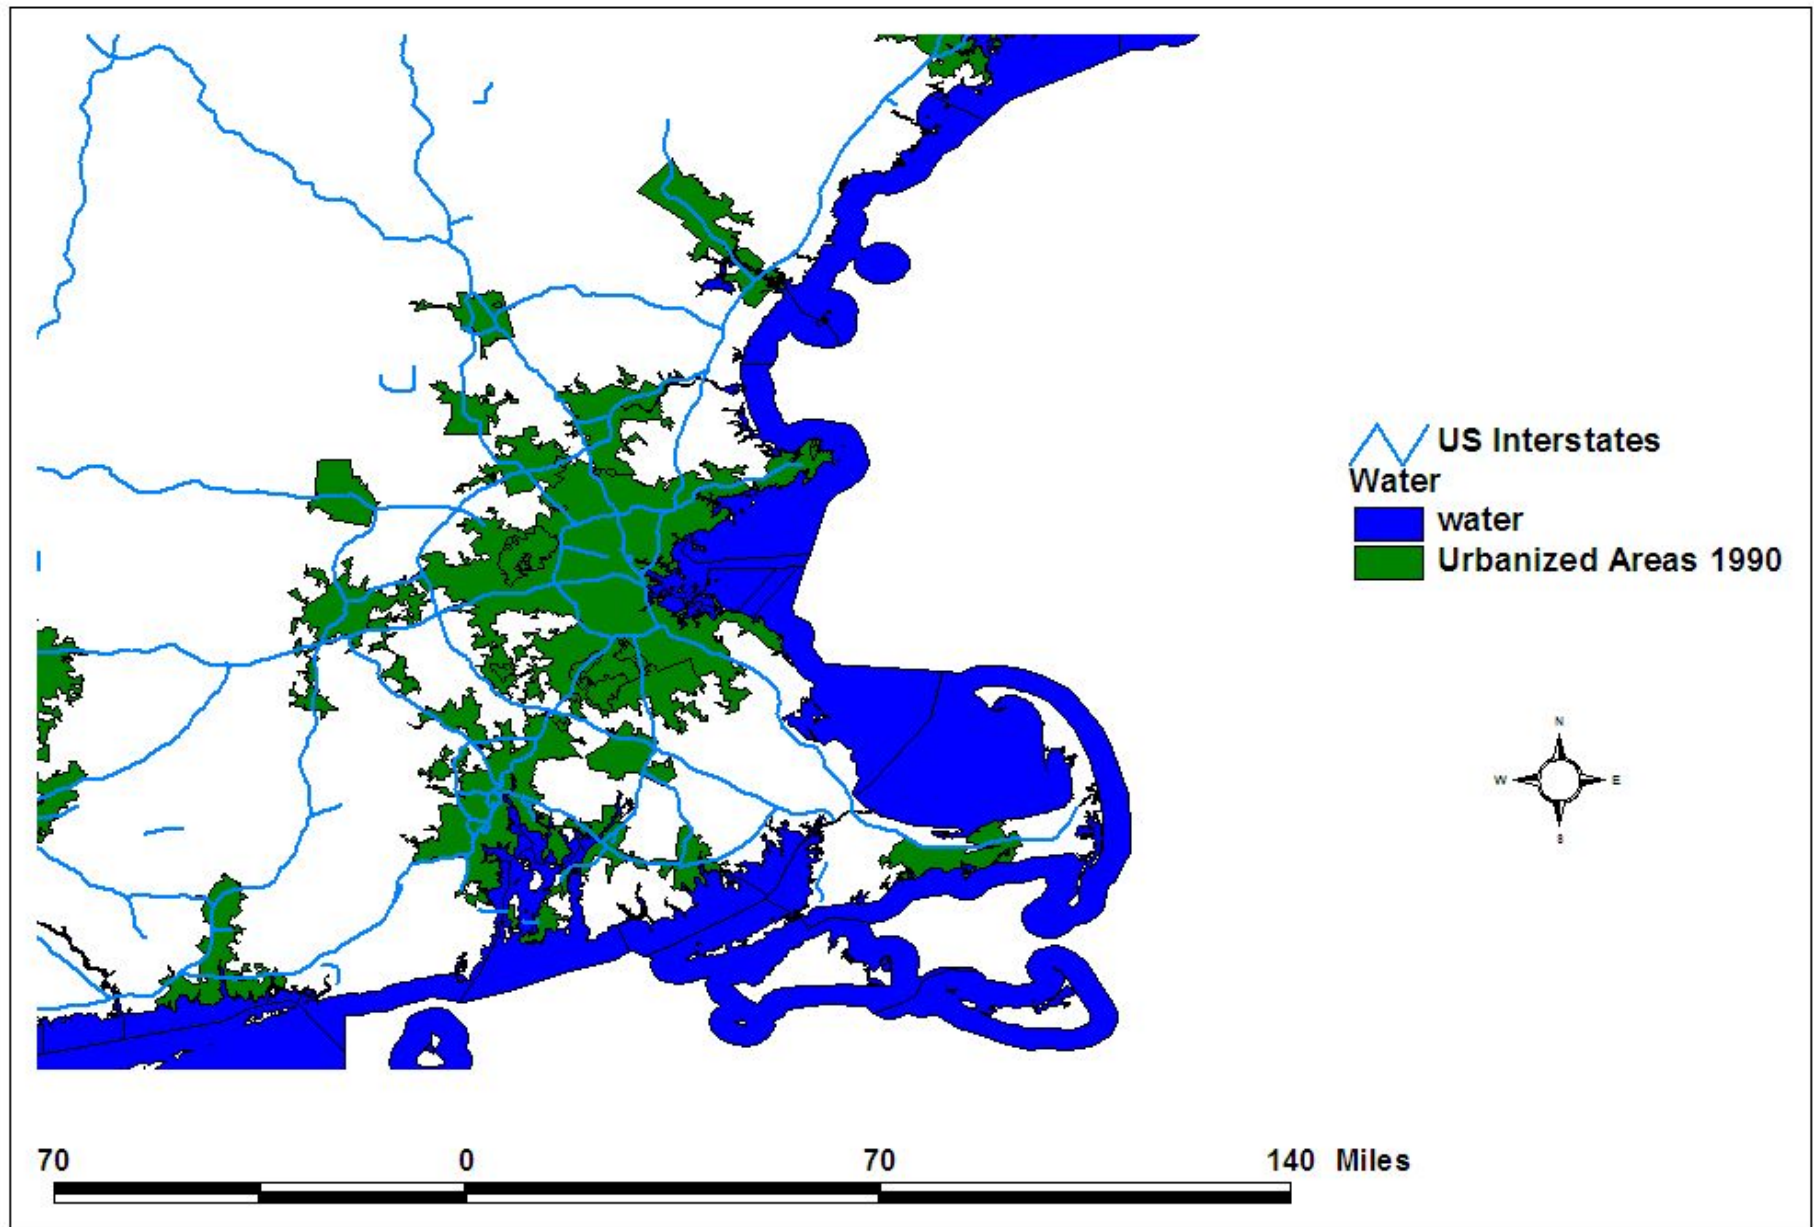 US Interstates
Water
water
Urbanized Areas 1990
N
W E
S
70 0 70 140 Miles